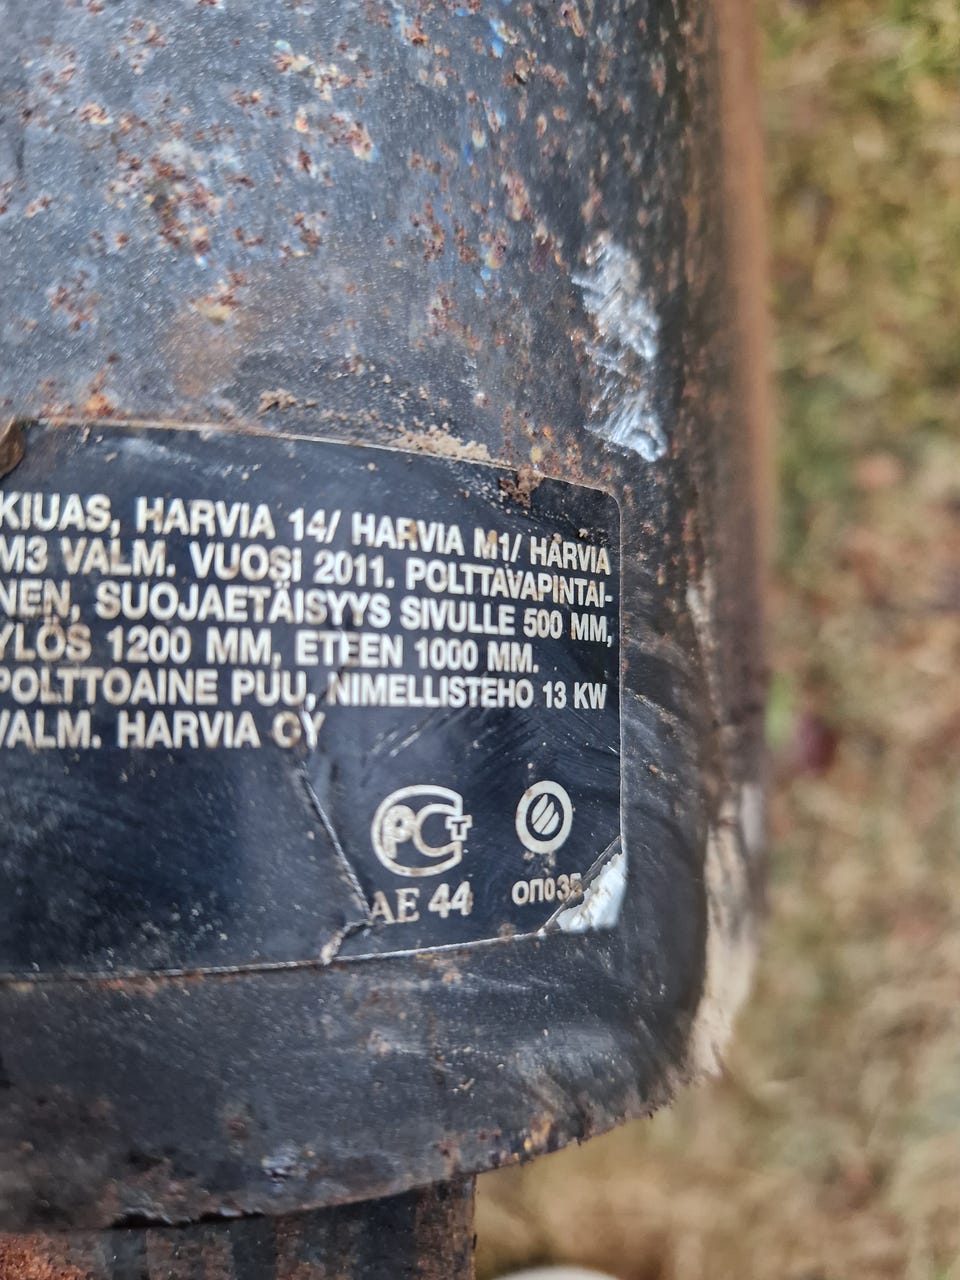 KIUAS, HARVIA 14/ HARVIA M1/ HARVIA
M3 VALM. VUOSI 2011. POLTTAVAPINTAI-
NEN, SUOJAETÄISYYS SIVULLE 500 MM,
YLÖS 1200 MM, ETEEN 1000 MM.
POLTTOAINE PUU, NIMELLISTEHO 13 KW
VALM. HARVIA OY
РСТ
AE 44
ОП035